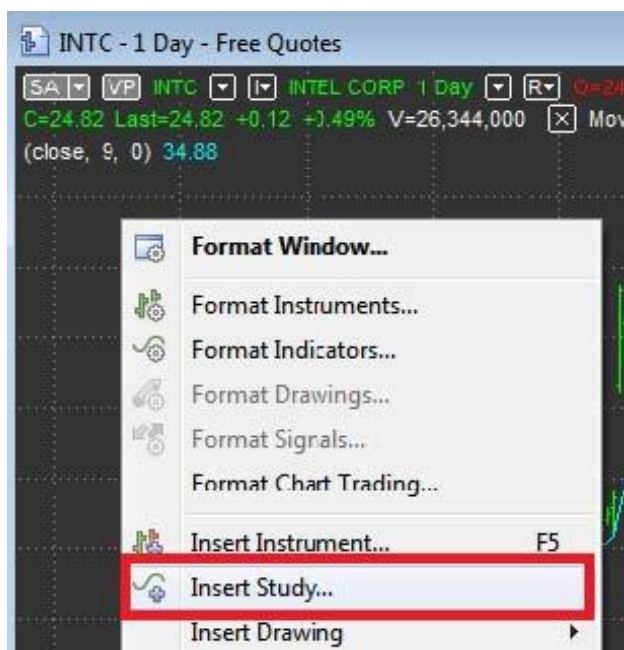 INTC - 1 Day - Free Quotes
SA VP INTC I INTEL CORP 1 Day R O=24
C=24.82 Last=24.82 +0.12 +0.49% V=26,344,000 X Mov
(close, 9, 0) 34.88
Format Window...
Format Instruments...
Format Indicators...
Format Drawings...
Format Signals...
Format Chart Trading...
Insert Instrument... F5
Insert Study...
Insert Drawing